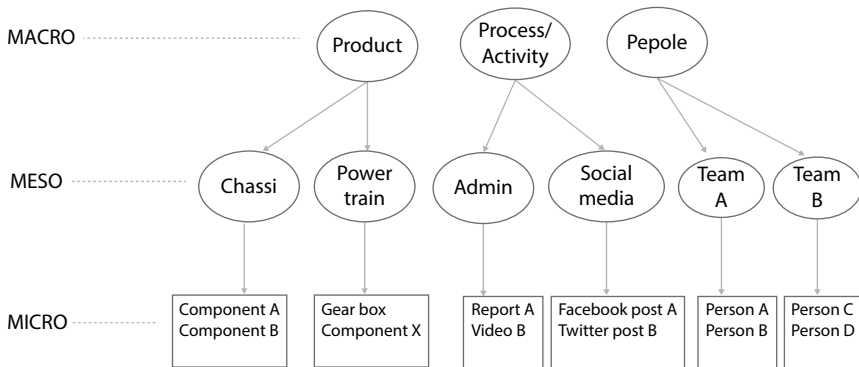 MACRO
Product
Process/
Activity
Pepole
MESO
Chassi
Power
train
Admin
Social
media
Team
A
Team
B
MICRO
Component A
Component B
Gear box
Component X
Report A
Video B
Facebook post A
Twitter post B
Person A
Person B
Person C
Person D